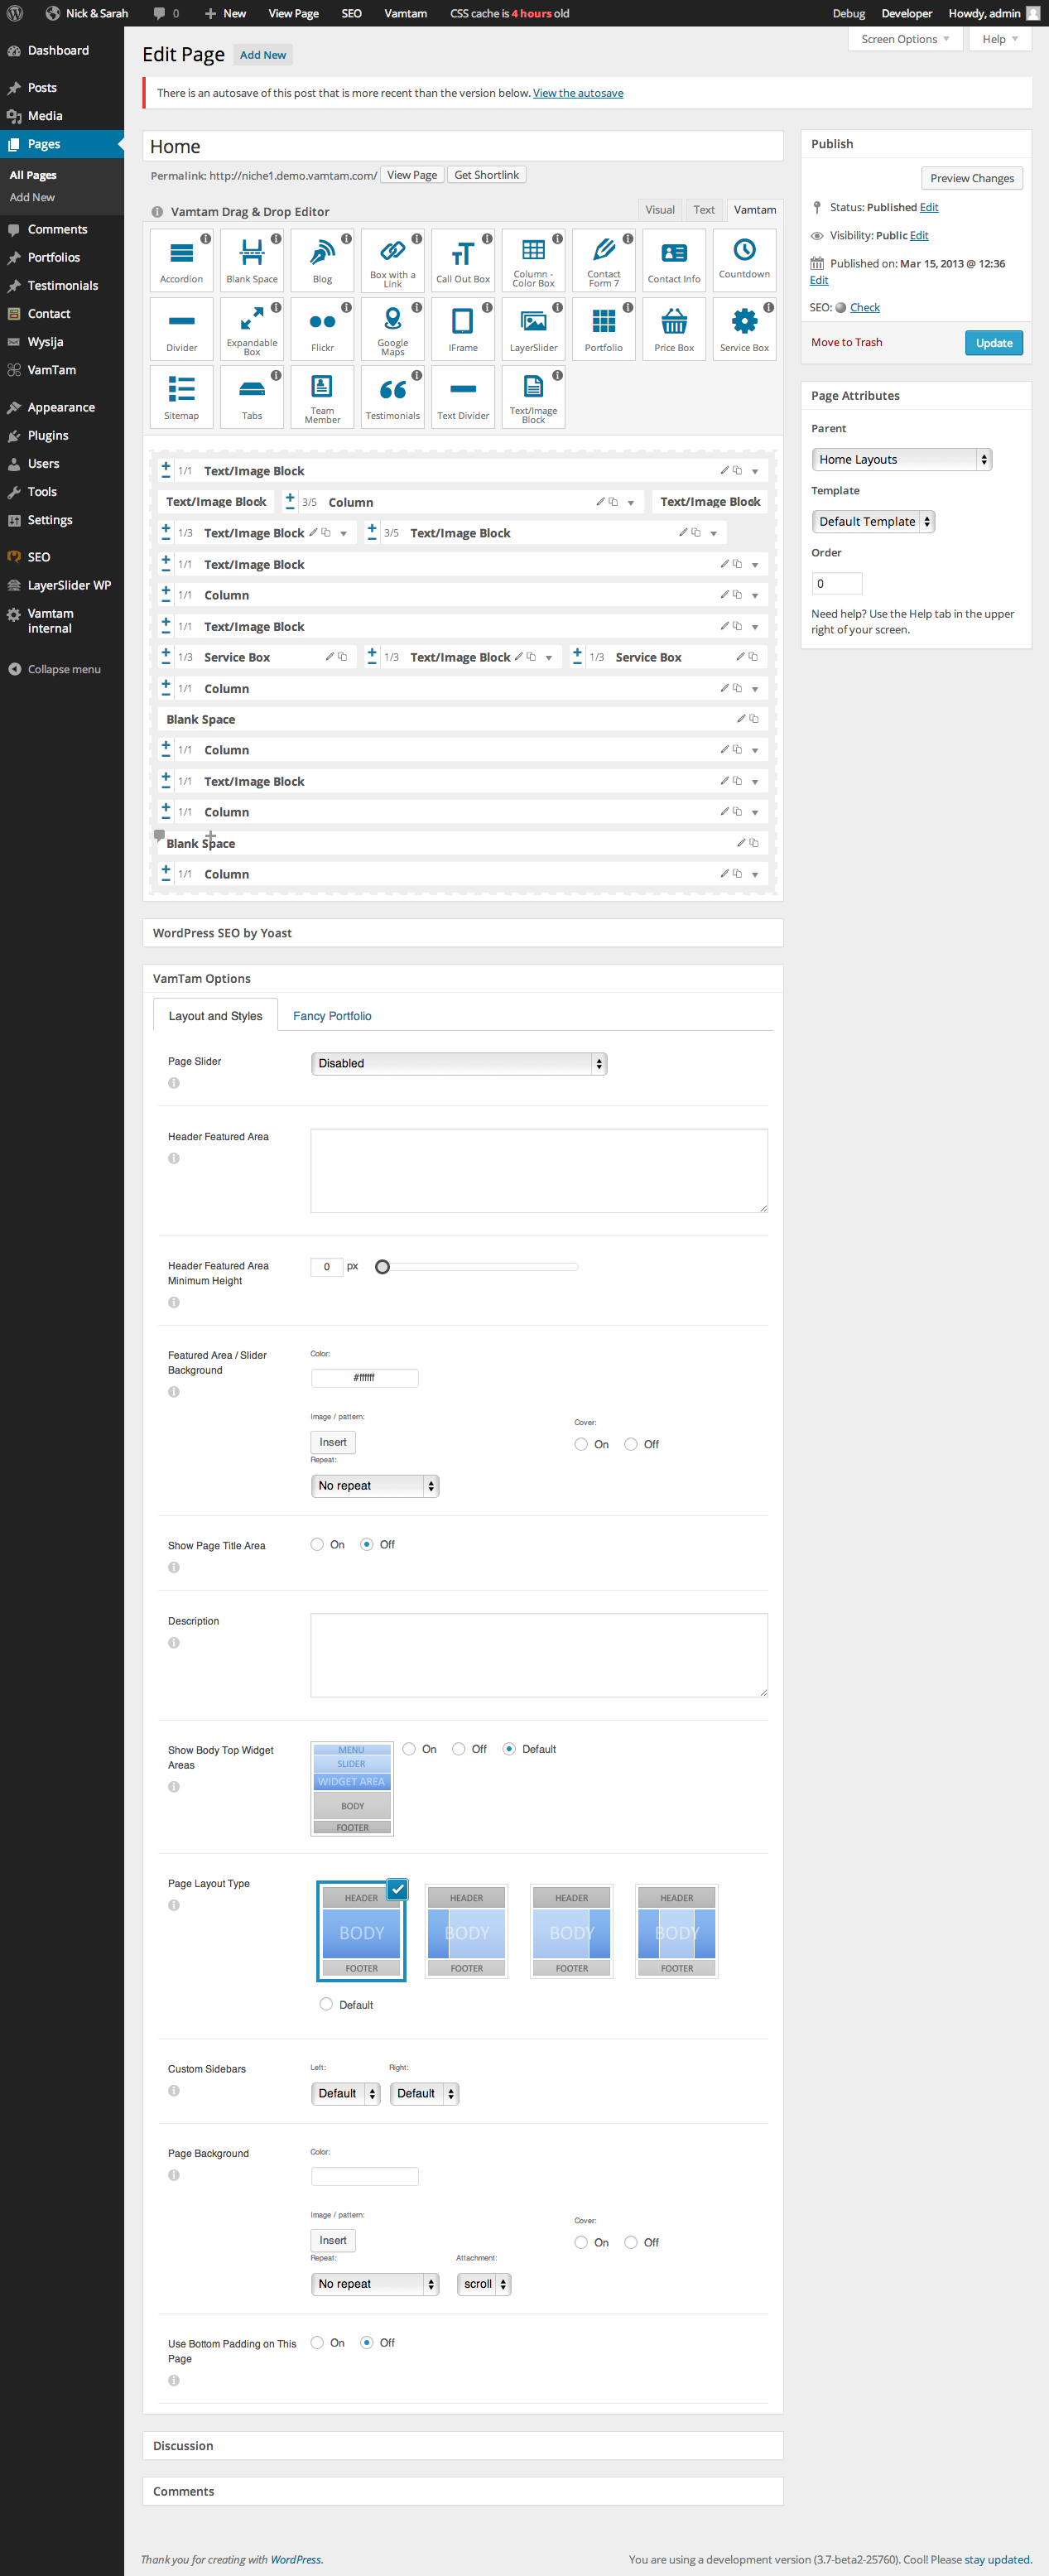 Nick & Sarah 0 New View Page SEO Vamtam CSS cache is 4 hours old Debug Developer Howdy, admin
Screen Options Help
Dashboard
Posts
Media
Pages
All Pages
Add New
Comments
Portfolios
Testimonials
Contact
Wysija
VamTam
Appearance
Plugins
Users
Tools
Settings
SEO
LayerSlider WP
Vamtam
internal
Collapse menu
Edit Page Add New
There is an autosave of this post that is more recent than the version below. View the autosave
Home
Permalink: http://niche1.demo.vamtam.com/ View Page Get Shortlink
Vamtam Drag & Drop Editor Visual Text Vamtam
Accordion
Blank Space
Blog
Box with a
Link
Call Out Box
Column -
Color Box
Contact
Form 7
Contact Info
Countdown
Divider
Expandable
Box
Flickr
Google
Maps
IFrame
LayerSlider
Portfolio
Price Box
Service Box
Sitemap
Tabs
Team
Member
Testimonials
Text Divider
Text/Image
Block
+ − 1/1 Text/Image Block
Text/Image Block + − 3/5 Column Text/Image Block
+ − 1/3 Text/Image Block + − 3/5 Text/Image Block
+ − 1/1 Text/Image Block
+ − 1/1 Column
+ − 1/1 Text/Image Block
+ − 1/3 Service Box + − 1/3 Text/Image Block + − 1/3 Service Box
+ − 1/1 Column
Blank Space
+ − 1/1 Column
+ − 1/1 Text/Image Block
+ − 1/1 Column
Blank Space
+ − 1/1 Column
Publish
Preview Changes
Status: Published Edit
Visibility: Public Edit
Published on: Mar 15, 2013 @ 12:36
Edit
SEO: Check
Move to Trash Update
Page Attributes
Parent
Home Layouts
Template
Default Template
Order
0
Need help? Use the Help tab in the upper
right of your screen.
WordPress SEO by Yoast
VamTam Options
Layout and Styles Fancy Portfolio
Page Slider Disabled
Header Featured Area
Header Featured Area
Minimum Height
0 px
Featured Area / Slider
Background
Color:
#ffffff
Image / pattern:
Insert
Cover:
On Off
Repeat:
No repeat
Show Page Title Area On Off
Description
Show Body Top Widget
Areas
MENU
SLIDER
WIDGET AREA
BODY
FOOTER
On Off Default
Page Layout Type
HEADER HEADER HEADER HEADER
BODY BODY BODY BODY
FOOTER FOOTER FOOTER FOOTER
Default
Custom Sidebars
Left: Right:
Default Default
Page Background
Color:
Image / pattern:
Insert
Cover:
On Off
Repeat: Attachment:
No repeat scroll
Use Bottom Padding on This
Page
On Off
Discussion
Comments
Thank you for creating with WordPress. You are using a development version (3.7-beta2-25760). Cool! Please stay updated.